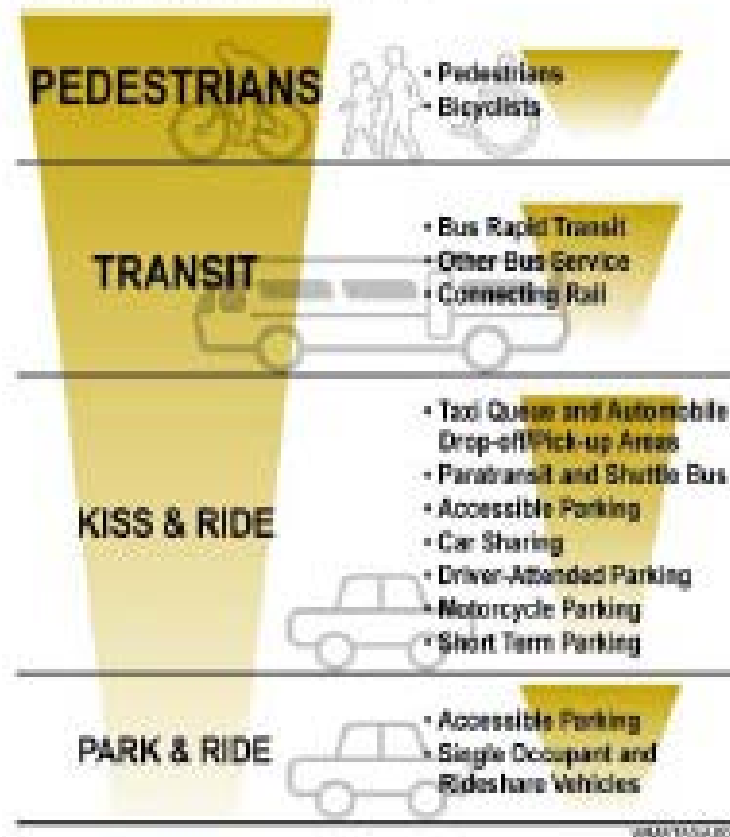 PEDESTRIANS
• Pedestrians
• Bicyclists
TRANSIT
• Bus Rapid Transit
• Other Bus Service
• Connecting Rail
KISS & RIDE
• Taxi Queue and Automobile
Drop-off/Pick-up Areas
• Paratransit and Shuttle Bus
• Accessible Parking
• Car Sharing
• Driver-Attended Parking
• Motorcycle Parking
• Short Term Parking
PARK & RIDE
• Accessible Parking
• Single Occupant and
Rideshare Vehicles